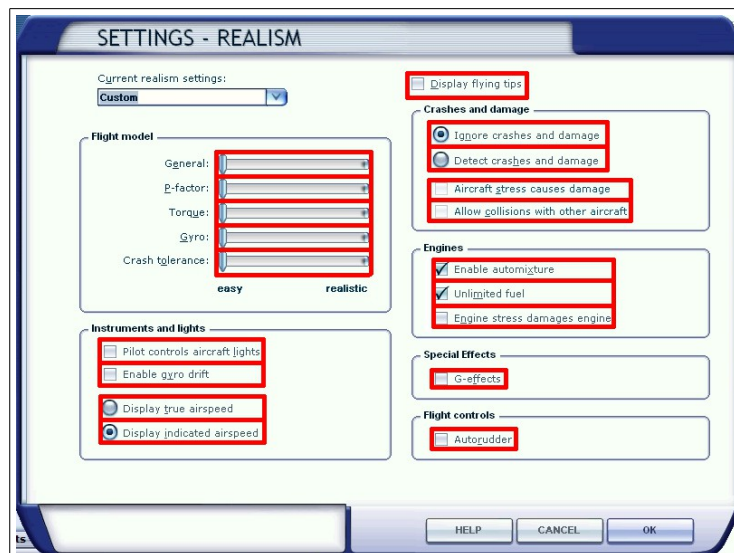 SETTINGS - REALISM
Current realism settings:
Custom
Display flying tips
Flight model
General:
P-factor:
Torque:
Gyro:
Crash tolerance:
easy realistic
Instruments and lights
Pilot controls aircraft lights
Enable gyro drift
Display true airspeed
Display indicated airspeed
Crashes and damage
Ignore crashes and damage
Detect crashes and damage
Aircraft stress causes damage
Allow collisions with other aircraft
Engines
Enable automixture
Unlimited fuel
Engine stress damages engine
Special Effects
G-effects
Flight controls
Autorudder
ts
HELP CANCEL OK